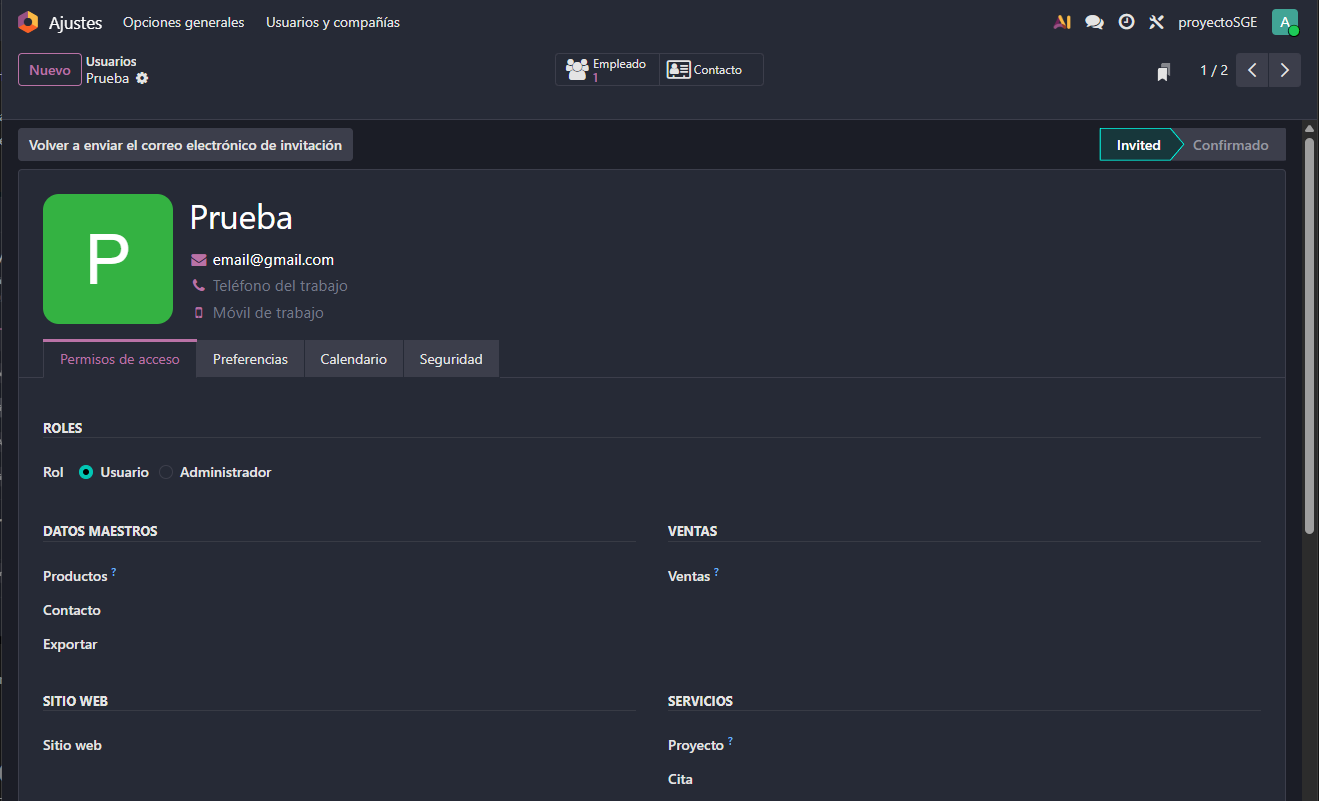 Ajustes Opciones generales Usuarios y compañías AI proyectoSGE A
Nuevo Usuarios Empleado Contacto 1 / 2
Prueba 1
Volver a enviar el correo electrónico de invitación Invited Confirmado
P Prueba
email@gmail.com
Teléfono del trabajo
Móvil de trabajo
Permisos de acceso Preferencias Calendario Seguridad
ROLES
Rol Usuario Administrador
DATOS MAESTROS VENTAS
Productos ? Ventas ?
Contacto
Exportar
SITIO WEB SERVICIOS
Sitio web Proyecto ?
Cita